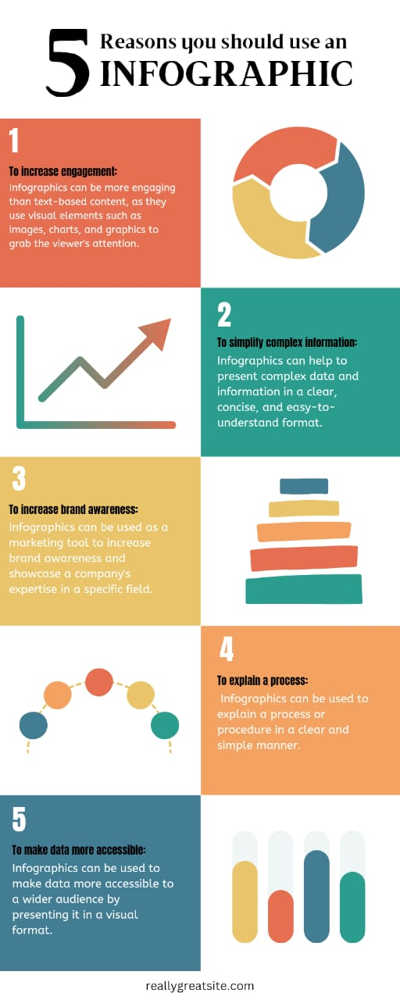 5 Reasons you should use an
INFOGRAPHIC
1
To increase engagement:
Infographics can be more engaging
than text-based content, as they
use visual elements such as
images, charts, and graphics to
grab the viewer's attention.
2
To simplify complex information:
Infographics can help to
present complex data and
information in a clear,
concise, and easy-to-
understand format.
3
To increase brand awareness:
Infographics can be used as a
marketing tool to increase
brand awareness and
showcase a company's
expertise in a specific field.
4
To explain a process:
Infographics can be used to
explain a process or
procedure in a clear and
simple manner.
5
To make data more accessible:
Infographics can be used to
make data more accessible to
a wider audience by
presenting it in a visual
format.
reallygreatsite.com